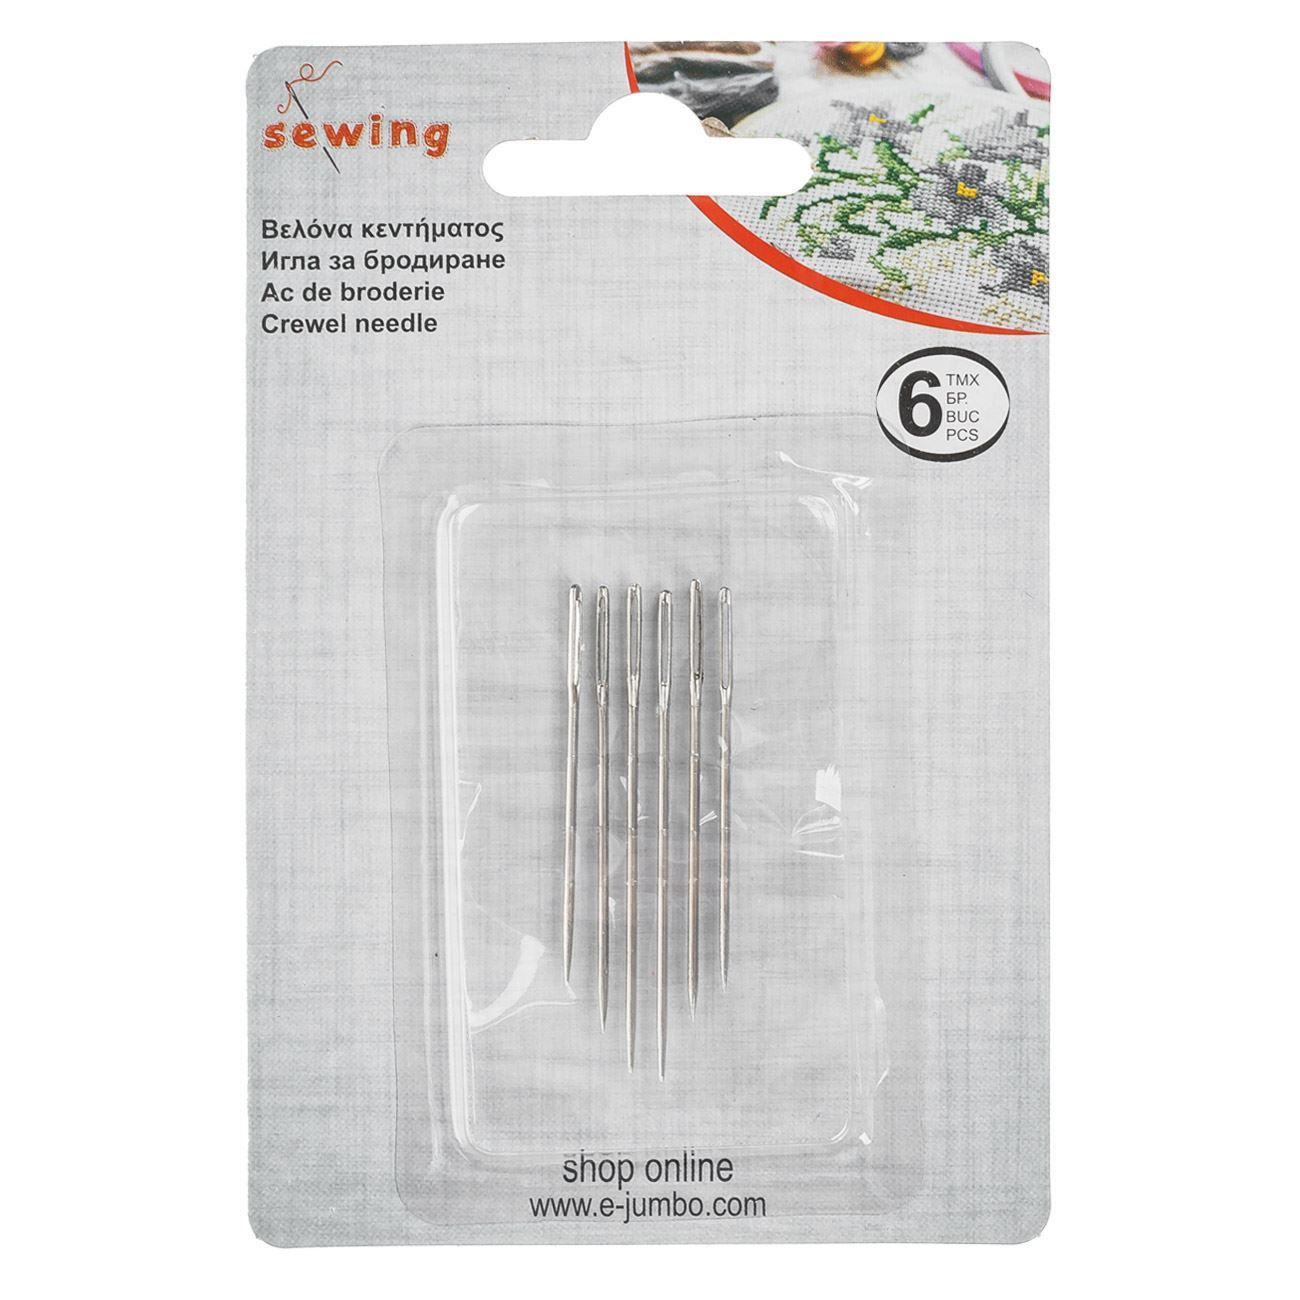 sewing
Βελόνα κεντήματος
Игла за бродиране
Ac de broderie
Crewel needle
6
ΤΜΧ
БР.
BUC
PCS
shop online
www.e-jumbo.com